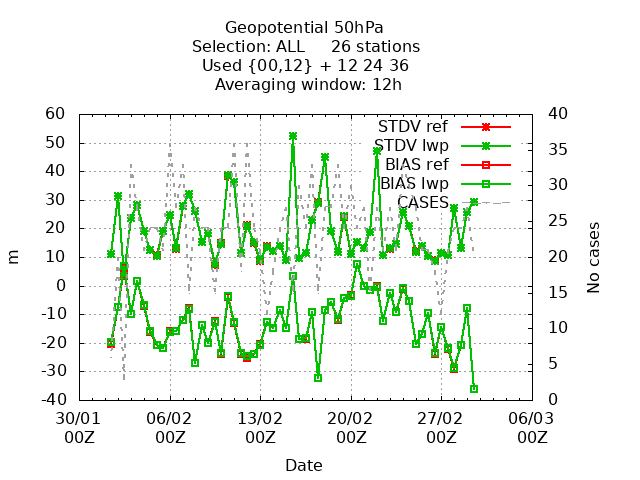 Geopotential 50hPa
Selection: ALL 26 stations
Used {00,12} + 12 24 36
Averaging window: 12h
60 40
50 35
40 30
30 25
20 20
10 15
0 10
-10 5
-20 0
-30
-40
STDV ref
STDV lwp
BIAS ref
BIAS lwp
CASES
m
No cases
30/01 06/02 13/02 20/02 27/02 06/03
00Z 00Z 00Z 00Z 00Z 00Z
Date